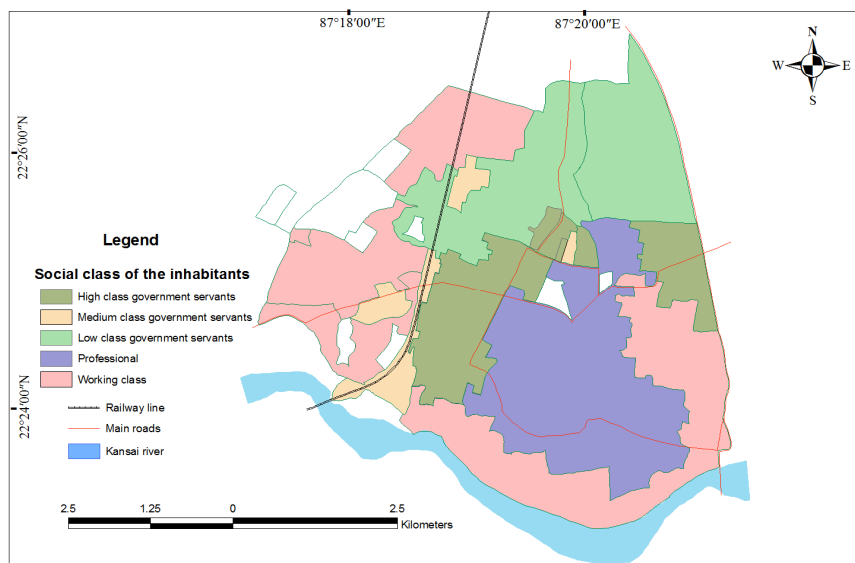 87°18'00"E
87°20'00"E
N
W
E
S
22°26'00"N
22°24'00"N
Legend
Social class of the inhabitants
High class government servants
Medium class government servants
Low class government servants
Professional
Working class
Railway line
Main roads
Kansai river
2.5
1.25
0
2.5
Kilometers